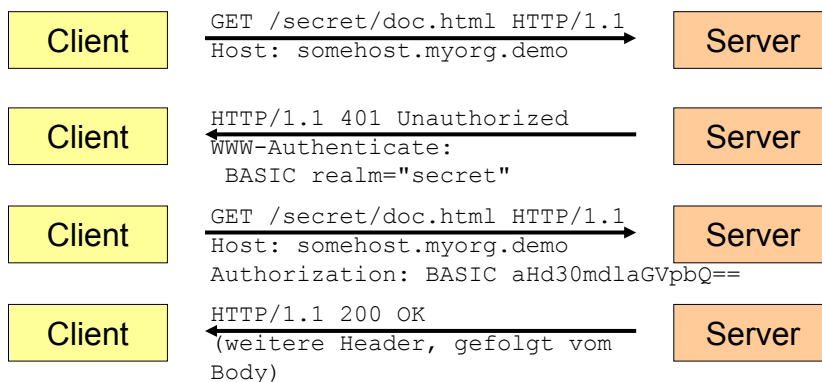 Client
GET /secret/doc.html HTTP/1.1
Host: somehost.myorg.demo
Server
Client
HTTP/1.1 401 Unauthorized
WWW-Authenticate:
BASIC realm="secret"
Server
Client
GET /secret/doc.html HTTP/1.1
Host: somehost.myorg.demo
Authorization: BASIC aHd30mdlaGVpbQ==
Server
Client
HTTP/1.1 200 OK
(weitere Header, gefolgt vom
Body)
Server